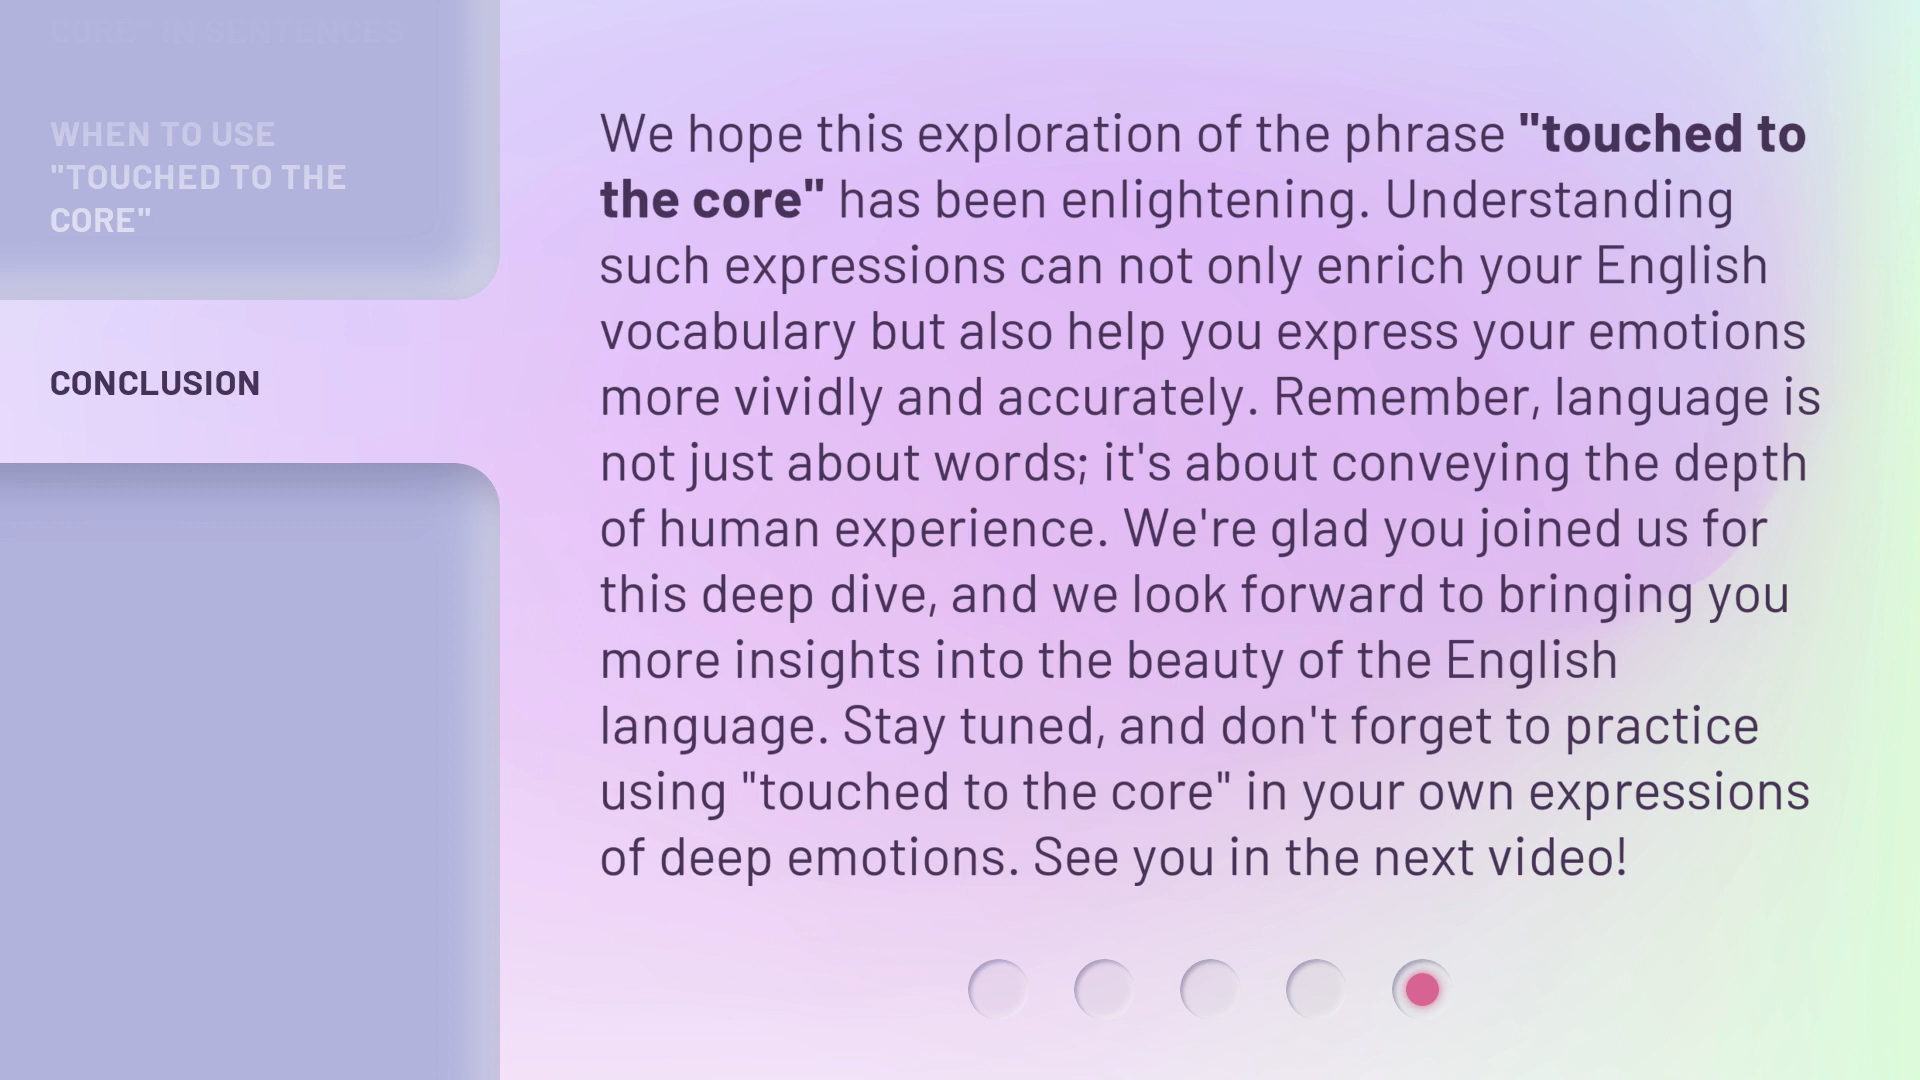 CORE" IN SENTENCES
WHEN TO USE
"TOUCHED TO THE
CORE"
CONCLUSION
We hope this exploration of the phrase "touched to
the core" has been enlightening. Understanding
such expressions can not only enrich your English
vocabulary but also help you express your emotions
more vividly and accurately. Remember, language is
not just about words; it's about conveying the depth
of human experience. We're glad you joined us for
this deep dive, and we look forward to bringing you
more insights into the beauty of the English
language. Stay tuned, and don't forget to practice
using "touched to the core" in your own expressions
of deep emotions. See you in the next video!